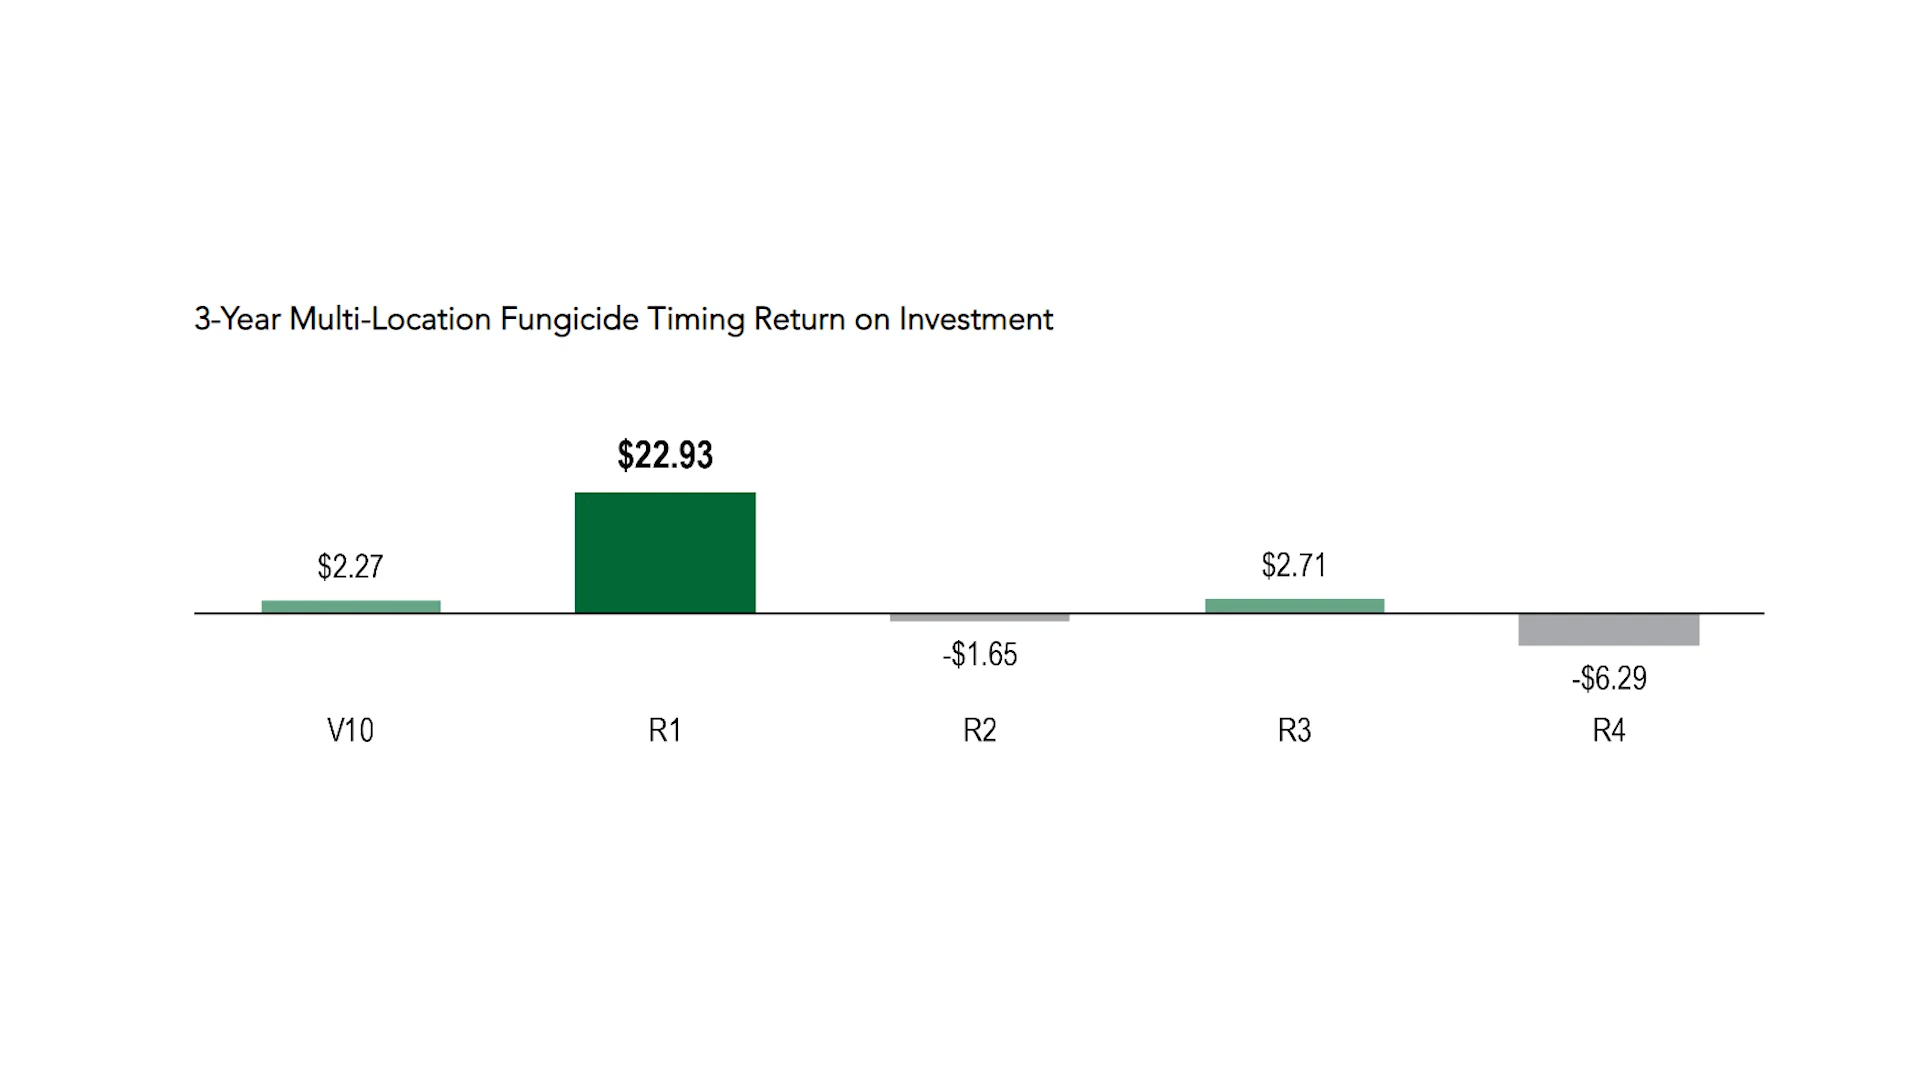 3-Year Multi-Location Fungicide Timing Return on Investment
$22.93
$2.27
$2.71
-$1.65
-$6.29
V10 R1 R2 R3 R4